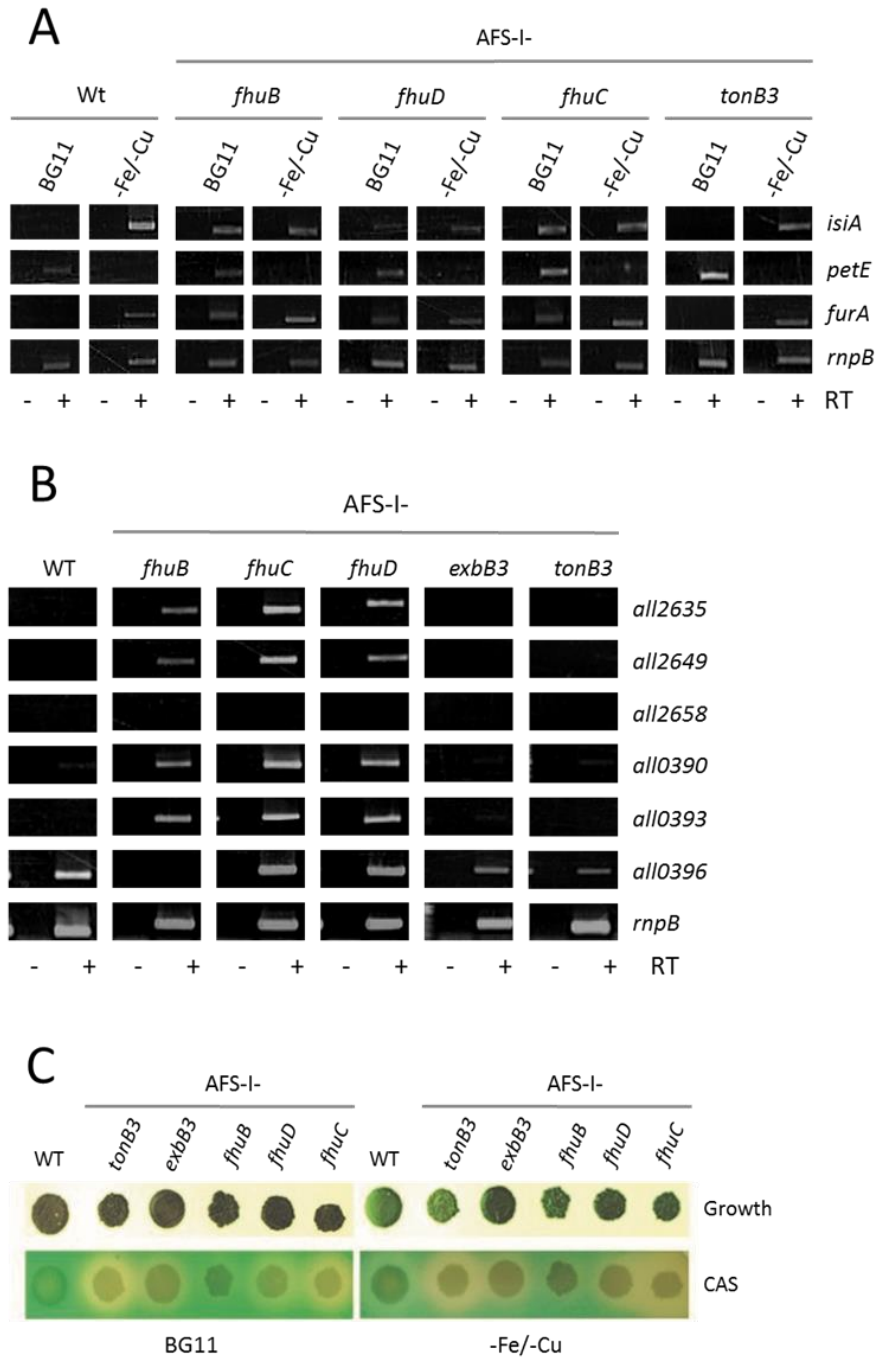 A
AFS-I-
Wt fhuB fhuD fhuC tonB3
BG11 -Fe/-Cu BG11 -Fe/-Cu BG11 -Fe/-Cu BG11 -Fe/-Cu BG11 -Fe/-Cu
isiA
petE
furA
rnpB
- + - + - + - + - + - + - + - + - + - + RT
B
AFS-I-
WT fhuB fhuC fhuD exbB3 tonB3
all2635
all2649
all2658
all0390
all0393
all0396
rnpB
- + - + - + - + - + - + RT
C
AFS-I- AFS-I-
WT tonB3 exbB3 fhuB fhuD fhuC WT tonB3 exbB3 fhuB fhuD fhuC
Growth
CAS
BG11 -Fe/-Cu